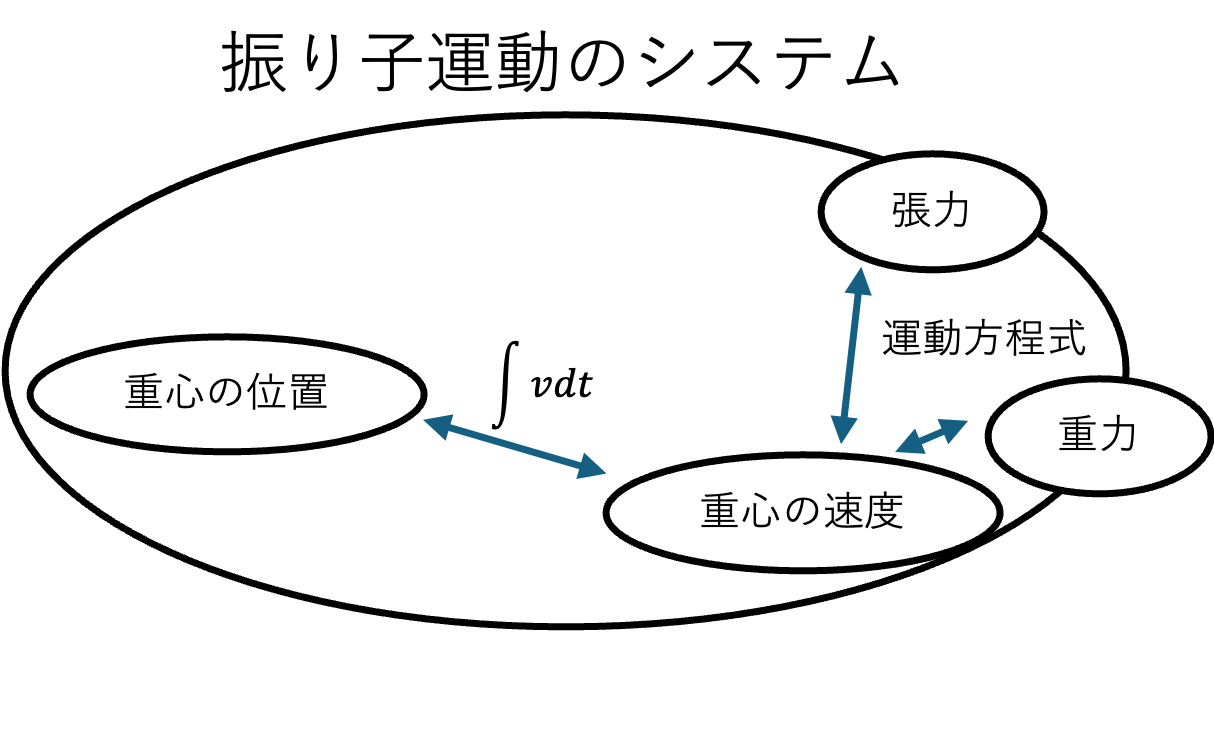 振り子運動のシステム
張力
運動方程式
重心の位置
∫vdt
重力
重心の速度